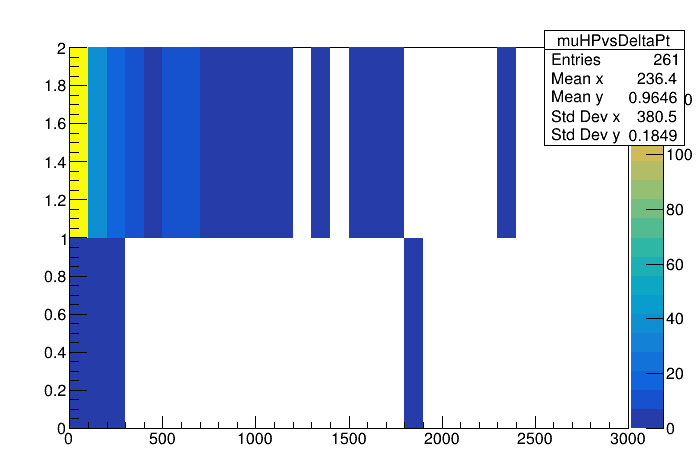 muHPvsDeltaPt
Entries 261
Mean x 236.4
Mean y 0.9646
Std Dev x 380.5
Std Dev y 0.1849
2
1.8
1.6
1.4
1.2
1
0.8
0.6
0.4
0.2
0
0 500 1000 1500 2000 2500 3000
0
100
80
60
40
20
0